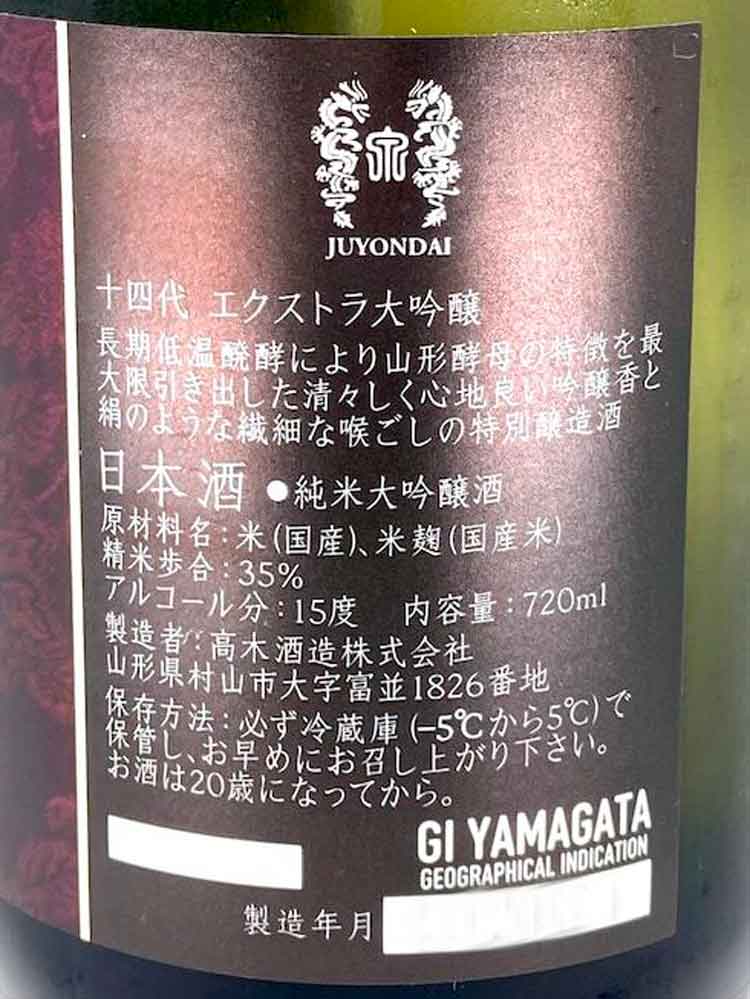 JUYONDAI
十四代 エクストラ大吟醸
長期低温醗酵により山形酵母の特徴を最
大限引き出した清々しく心地良い吟醸香と
絹のような繊細な喉ごしの特別醸造酒
日本酒 ●純米大吟醸酒
原材料名：米(国産)、米麹(国産米)
精米歩合：35%
アルコール分：15度 内容量：720ml
製造者：高木酒造株式会社
山形県村山市大字富並1826番地
保存方法：必ず冷蔵庫(−5℃から5℃)で
保管し、お早めにお召し上がり下さい。
お酒は20歳になってから。
GI YAMAGATA
GEOGRAPHICAL INDICATION
製造年月